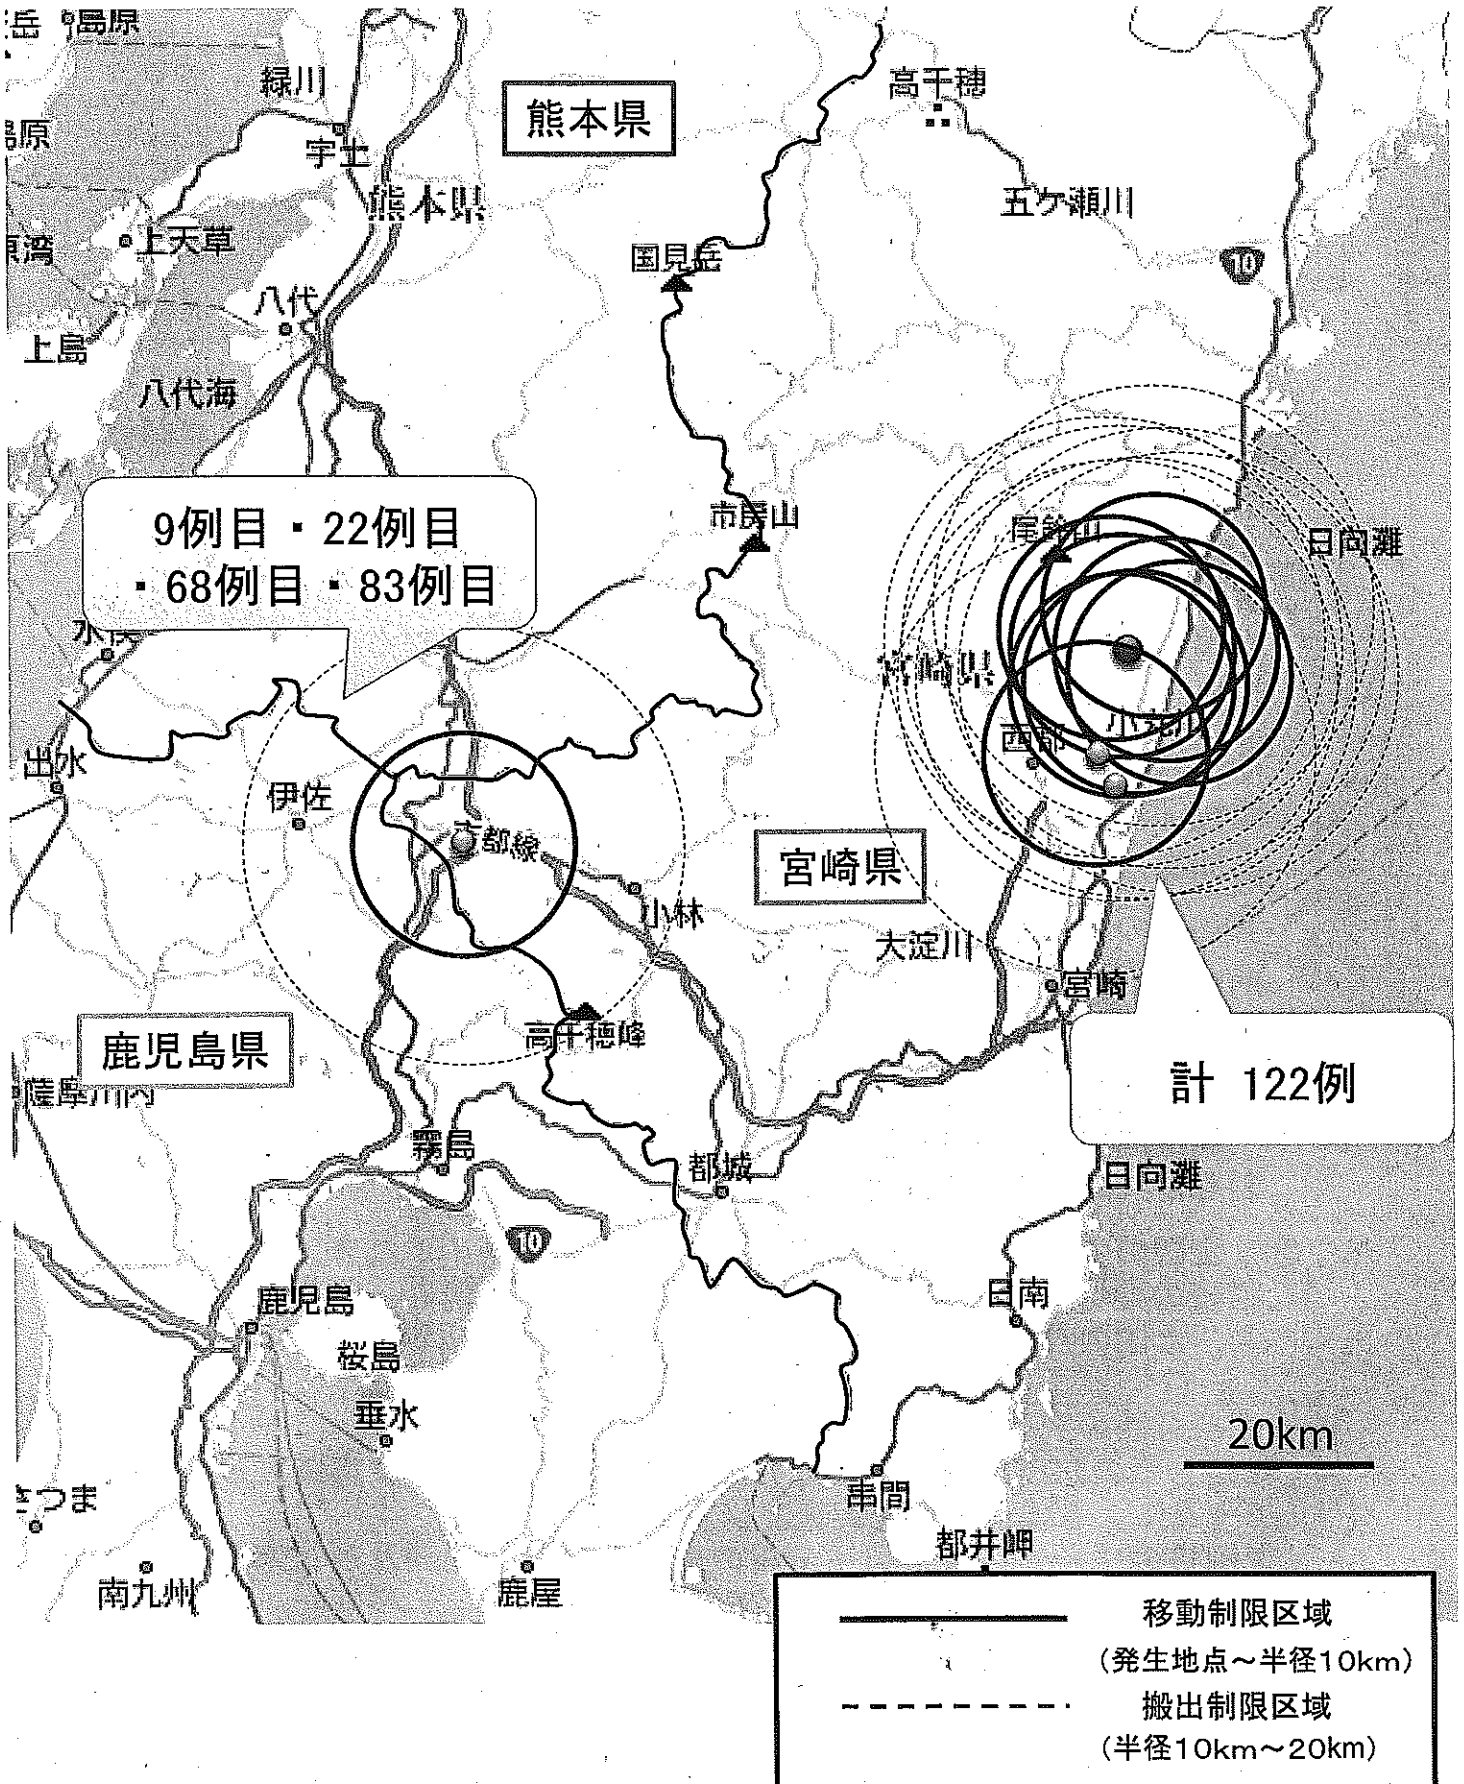 島原
緑川
熊本県
高千穂
宇土
熊本県
五ケ瀬川
上天草
国見岳
10
八代
上島
八代海
9例目・22例目
・68例目・83例目
市房山
日向灘
宮崎県
西都
出水
伊佐
宮崎県
小林
大淀川
宮崎
高千穂峰
鹿児島県
薩摩川内
計 122例
霧島
都城
日向灘
10
鹿児島
日南
桜島
垂水
20km
串間
都井岬
南九州
鹿屋
移動制限区域
(発生地点～半径10km)
搬出制限区域
(半径10km～20km)